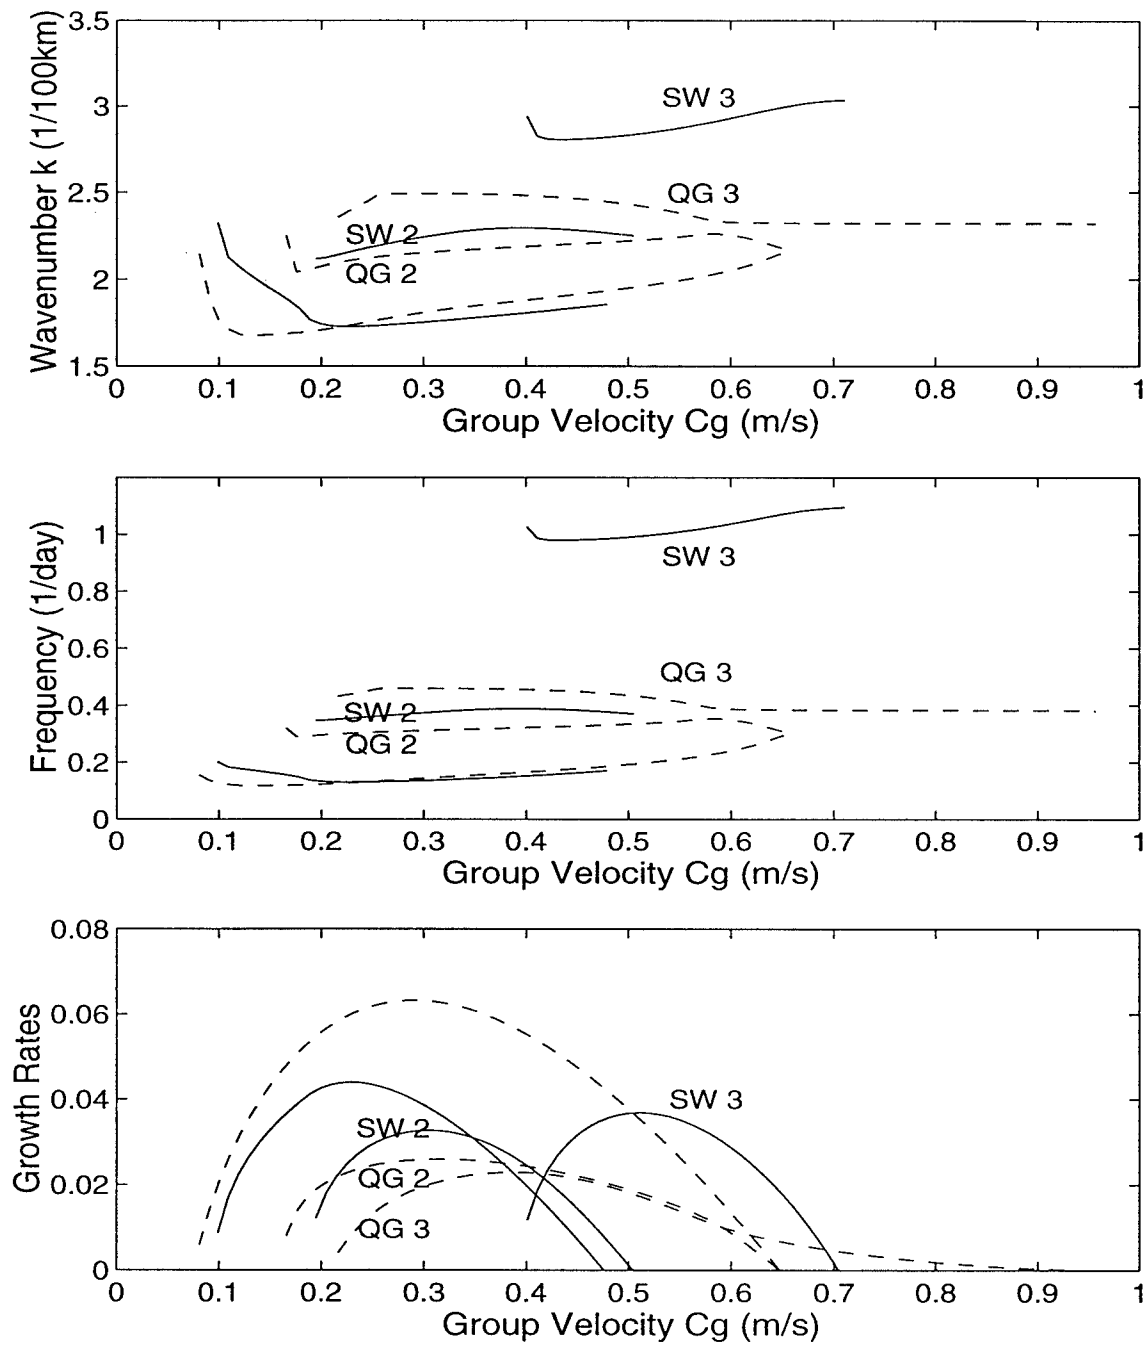 3.5
3
2.5
2
1.5
Wavenumber k (1/100km)
SW 3
QG 3
SW 2
QG 2
0 0.1 0.2 0.3 0.4 0.5 0.6 0.7 0.8 0.9 1
Group Velocity Cg (m/s)
1
0.8
0.6
0.4
0.2
0
Frequency (1/day)
SW 3
QG 3
SW 2
QG 2
0 0.1 0.2 0.3 0.4 0.5 0.6 0.7 0.8 0.9 1
Group Velocity Cg (m/s)
0.08
0.06
0.04
0.02
0
Growth Rates
SW 3
SW 2
QG 2
QG 3
0 0.1 0.2 0.3 0.4 0.5 0.6 0.7 0.8 0.9 1
Group Velocity Cg (m/s)